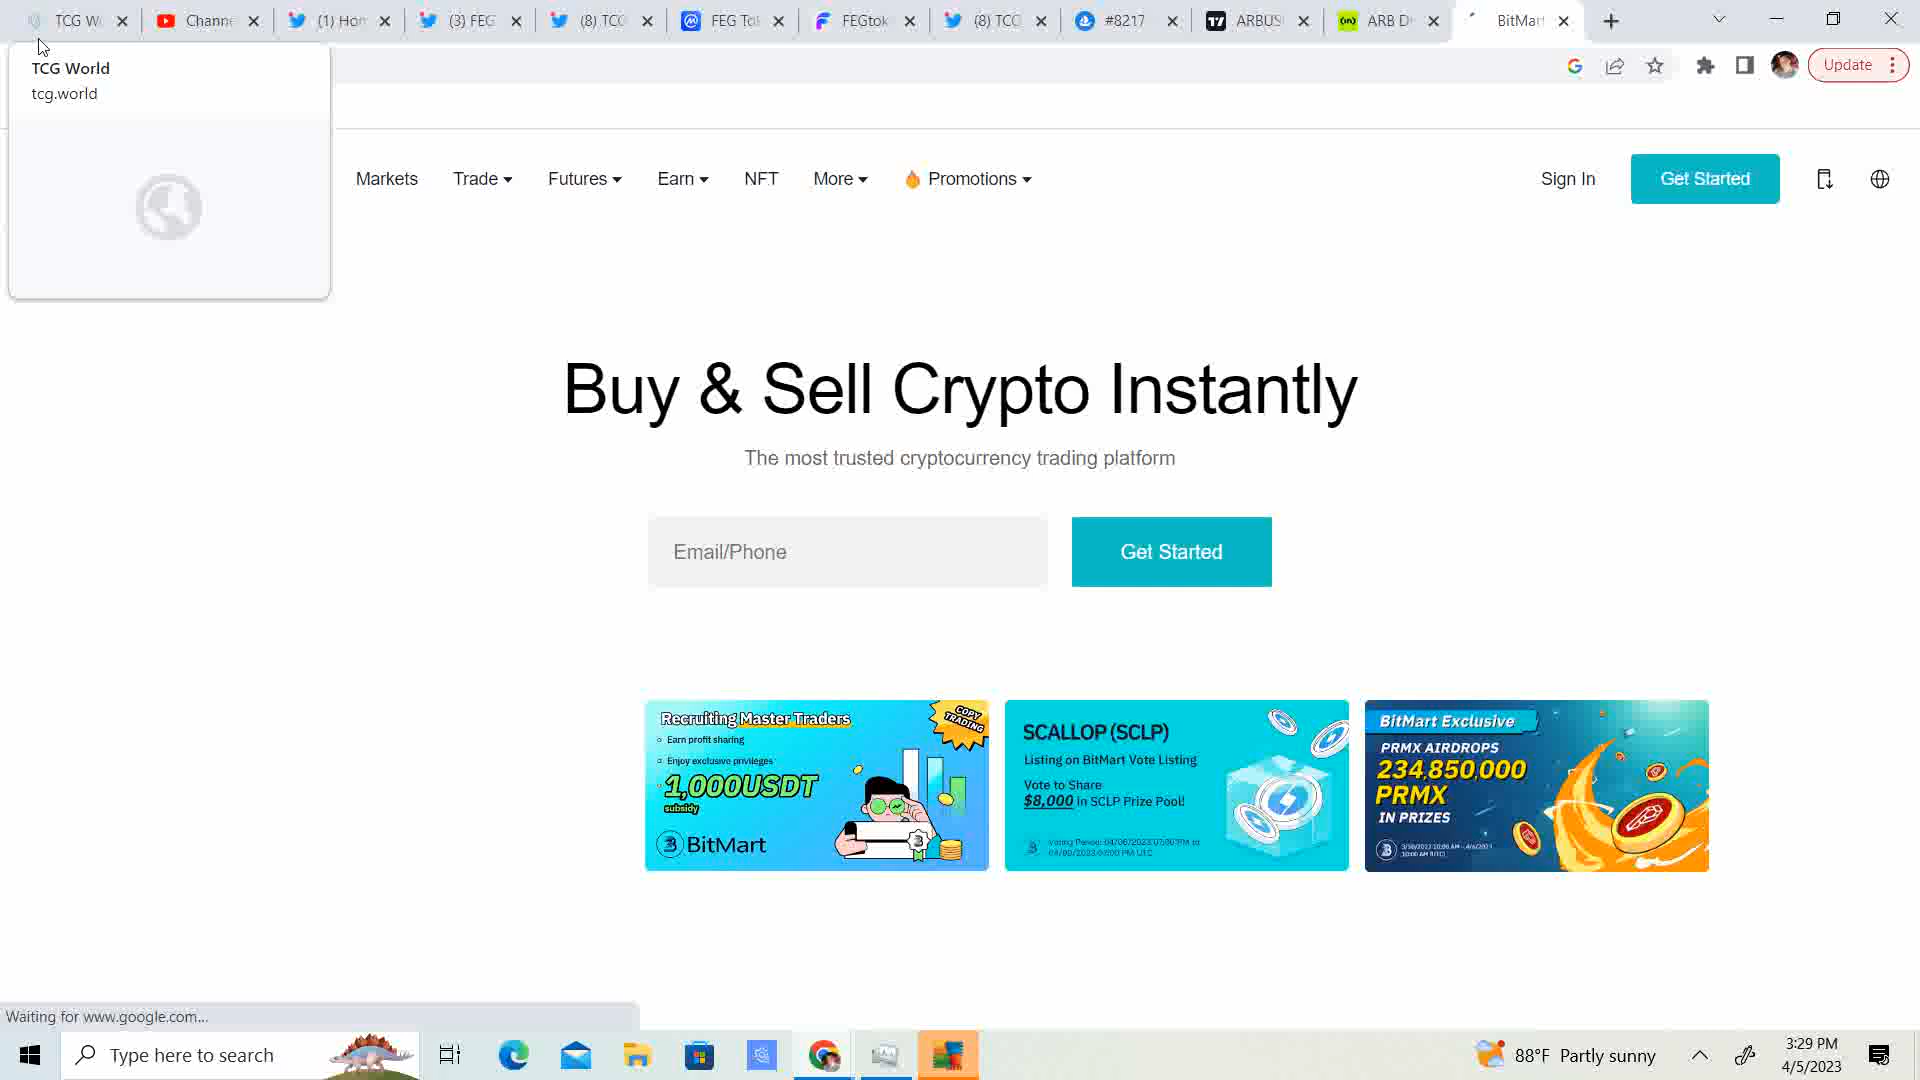 TCG W
Channe
(1) Hom
(3) FEG
(8) TCG
FEG Tok
FEGtok
(8) TCG
#8217
ARBUS
ARB D
BitMar
TCG World
tcg.world
Update
Markets
Trade
Futures
Earn
NFT
More
Promotions
Sign In
Get Started
Buy & Sell Crypto Instantly
The most trusted cryptocurrency trading platform
Email/Phone
Get Started
Recruiting Master Traders
COPY
TRADING
Earn profit sharing
Enjoy exclusive privileges
1,000USDT
subsidy
BitMart
SCALLOP (SCLP)
Listing on BitMart Vote Listing
Vote to Share
$8,000 in SCLP Prize Pool!
BitMart Exclusive
PRMX AIRDROPS
234,850,000
PRMX
IN PRIZES
Waiting for www.google.com...
Type here to search
88°F Partly sunny
3:29 PM
4/5/2023